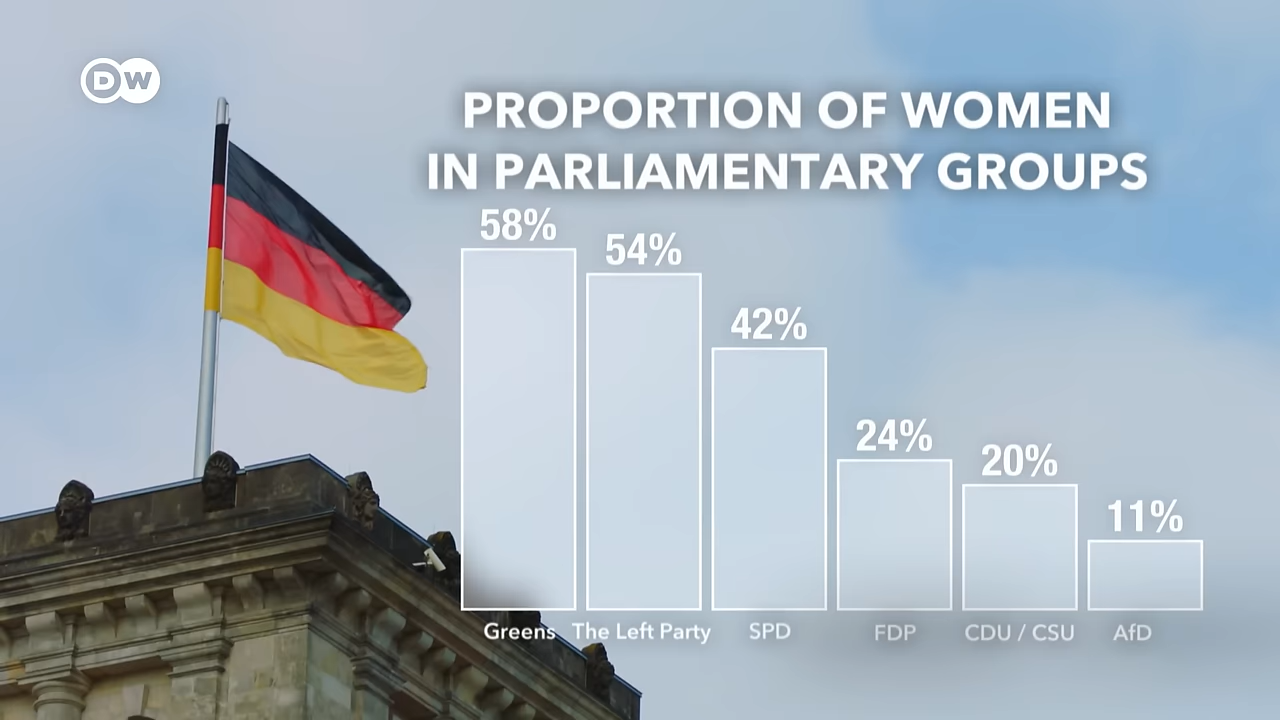 DW
PROPORTION OF WOMEN
IN PARLIAMENTARY GROUPS
58%
54%
42%
24%
20%
11%
Greens
The Left Party
SPD
FDP
CDU / CSU
AfD